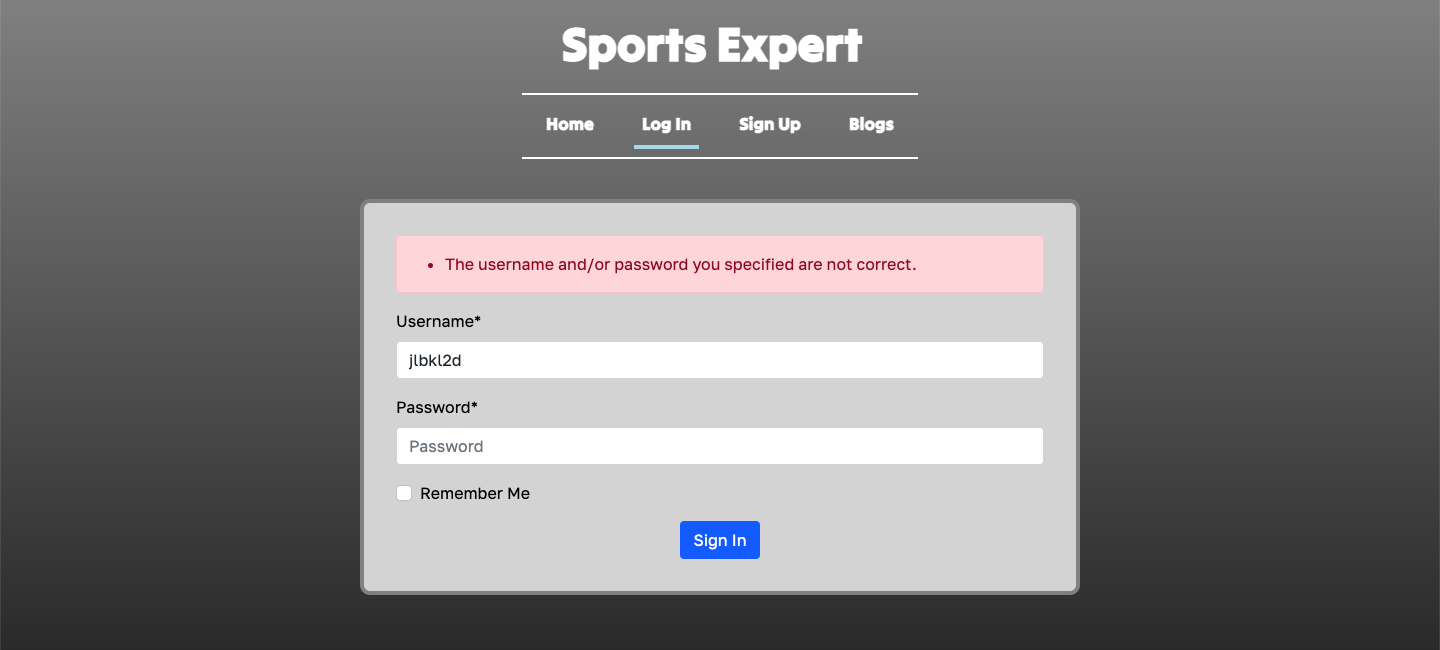 Sports Expert
Home Log In Sign Up Blogs
The username and/or password you specified are not correct.
Username*
jlbkl2d
Password*
Password
Remember Me
Sign In